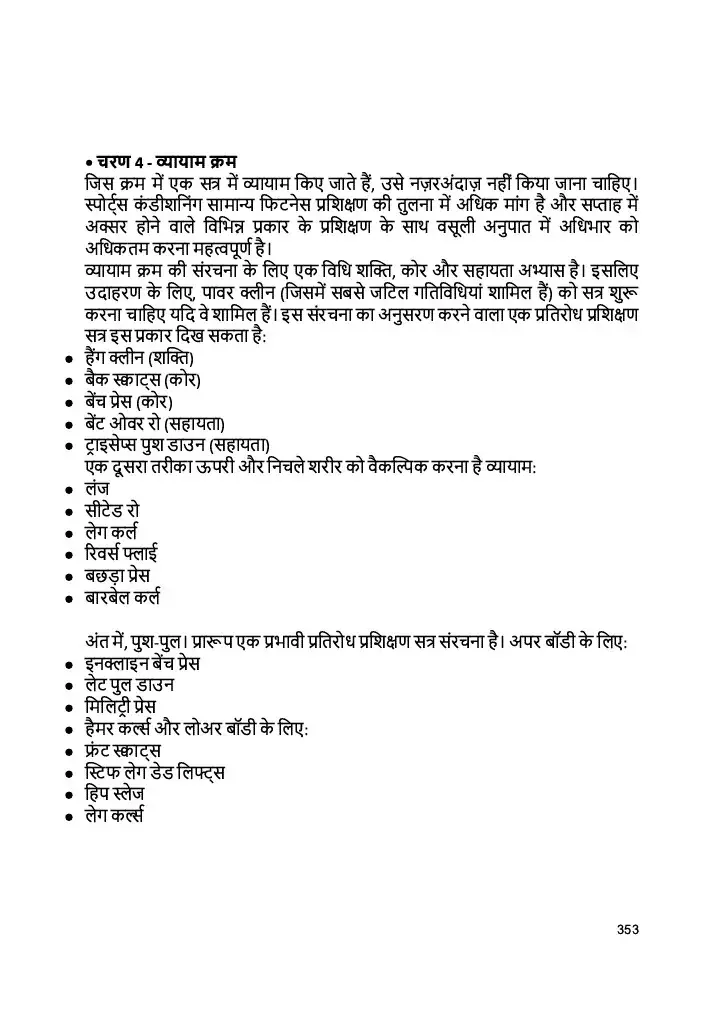 • चरण 4 - व्यायाम क्रम
जिस क्रम में एक सत्र में व्यायाम किए जाते हैं, उसे नज़रअंदाज़ नहीं किया जाना चाहिए।
स्पोर्ट्स कंडीशनिंग सामान्य फिटनेस प्रशिक्षण की तुलना में अधिक मांग है और सप्ताह में
अक्सर होने वाले विभिन्न प्रकार के प्रशिक्षण के साथ वसूली अनुपात में अधिभार को
अधिकतम करना महत्वपूर्ण है।
व्यायाम क्रम की संरचना के लिए एक विधि शक्ति, कोर और सहायता अभ्यास है। इसलिए
उदाहरण के लिए, पावर क्लीन (जिसमें सबसे जटिल गतिविधियां शामिल हैं) को सत्र शुरू
करना चाहिए यदि वे शामिल हैं। इस संरचना का अनुसरण करने वाला एक प्रतिरोध प्रशिक्षण
सत्र इस प्रकार दिख सकता है:
● हैंग क्लीन (शक्ति)
● बैक स्क्वाट्स (कोर)
● बेंच प्रेस (कोर)
● बेंट ओवर रो (सहायता)
● ट्राइसेप्स पुश डाउन (सहायता)
एक दूसरा तरीका ऊपरी और निचले शरीर को वैकल्पिक करना है व्यायाम:
● लंज
● सीटेड रो
● लेग कर्ल
● रिवर्स फ्लाई
● बछड़ा प्रेस
● बारबेल कर्ल
अंत में, पुश-पुल। प्रारूप एक प्रभावी प्रतिरोध प्रशिक्षण सत्र संरचना है। अपर बॉडी के लिए:
● इनक्लाइन बेंच प्रेस
● लेट पुल डाउन
● मिलिट्री प्रेस
● हैमर कर्ल्स और लोअर बॉडी के लिए:
● फ्रंट स्क्वाट्स
● स्टिफ लेग डेड लिफ्ट्स
● हिप स्लेज
● लेग कर्ल्स
353